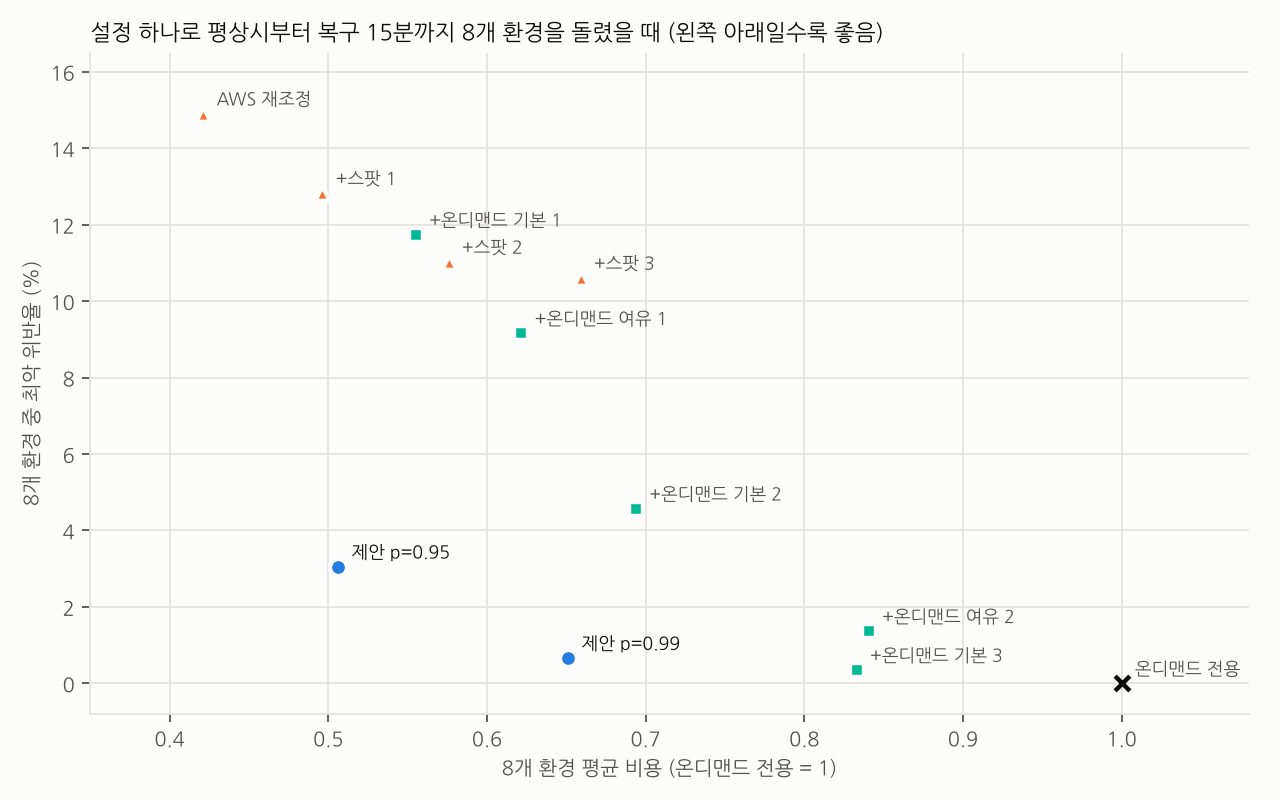 설정 하나로 평상시부터 복구 15분까지 8개 환경을 돌렸을 때 (왼쪽 아래일수록 좋음)
16
AWS 재조정
14
+스팟 1
12
+온디맨드 기본 1
+스팟 2
+스팟 3
10
+온디맨드 여유 1
8
6
+온디맨드 기본 2
4
제안 p=0.95
2
+온디맨드 여유 2
제안 p=0.99
+온디맨드 기본 3
온디맨드 전용
0
8개 환경 중 최악 위반율 (%)
0.4 0.5 0.6 0.7 0.8 0.9 1.0
8개 환경 평균 비용 (온디맨드 전용 = 1)